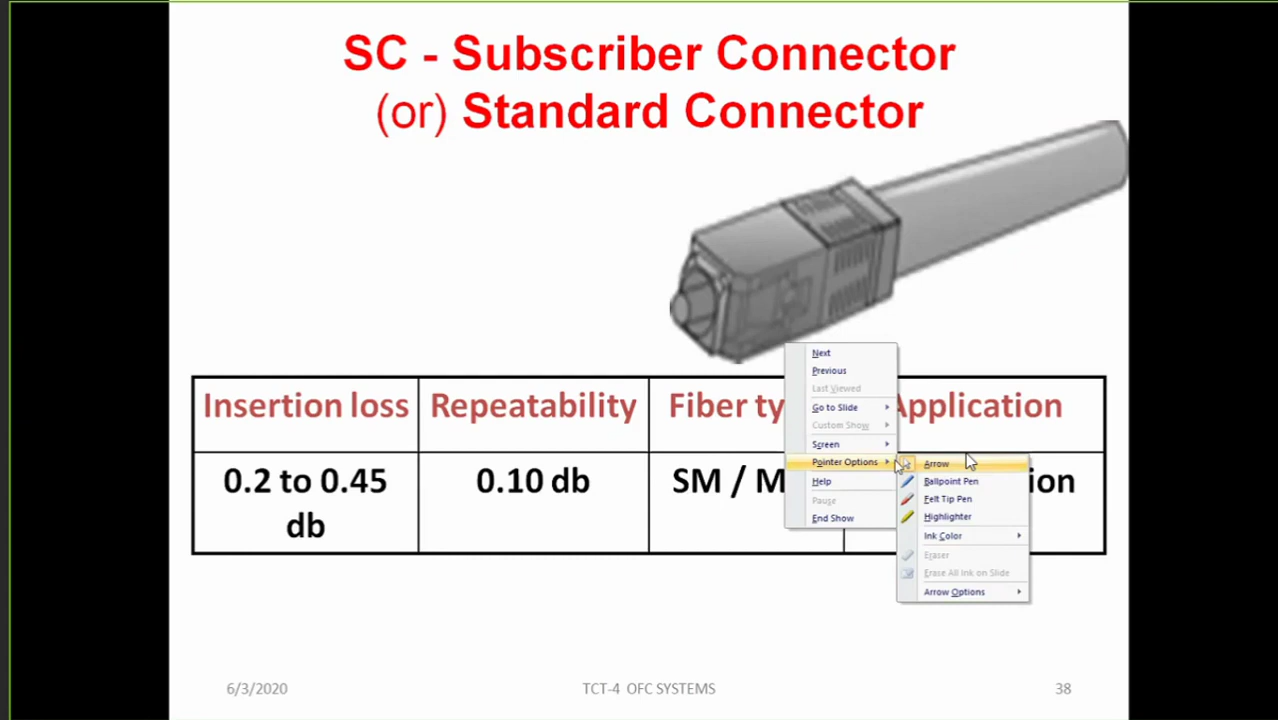 SC - Subscriber Connector
(or) Standard Connector
Insertion loss Repeatability Fiber ty Application
0.2 to 0.45 0.10 db SM / M ion
db
Next
Previous
Last Viewed
Go to Slide
Custom Show
Screen
Pointer Options
Help
Pause
End Show
Arrow
Ballpoint Pen
Felt Tip Pen
Highlighter
Ink Color
Eraser
Erase All Ink on Slide
Arrow Options
6/3/2020 TCT-4 OFC SYSTEMS 38